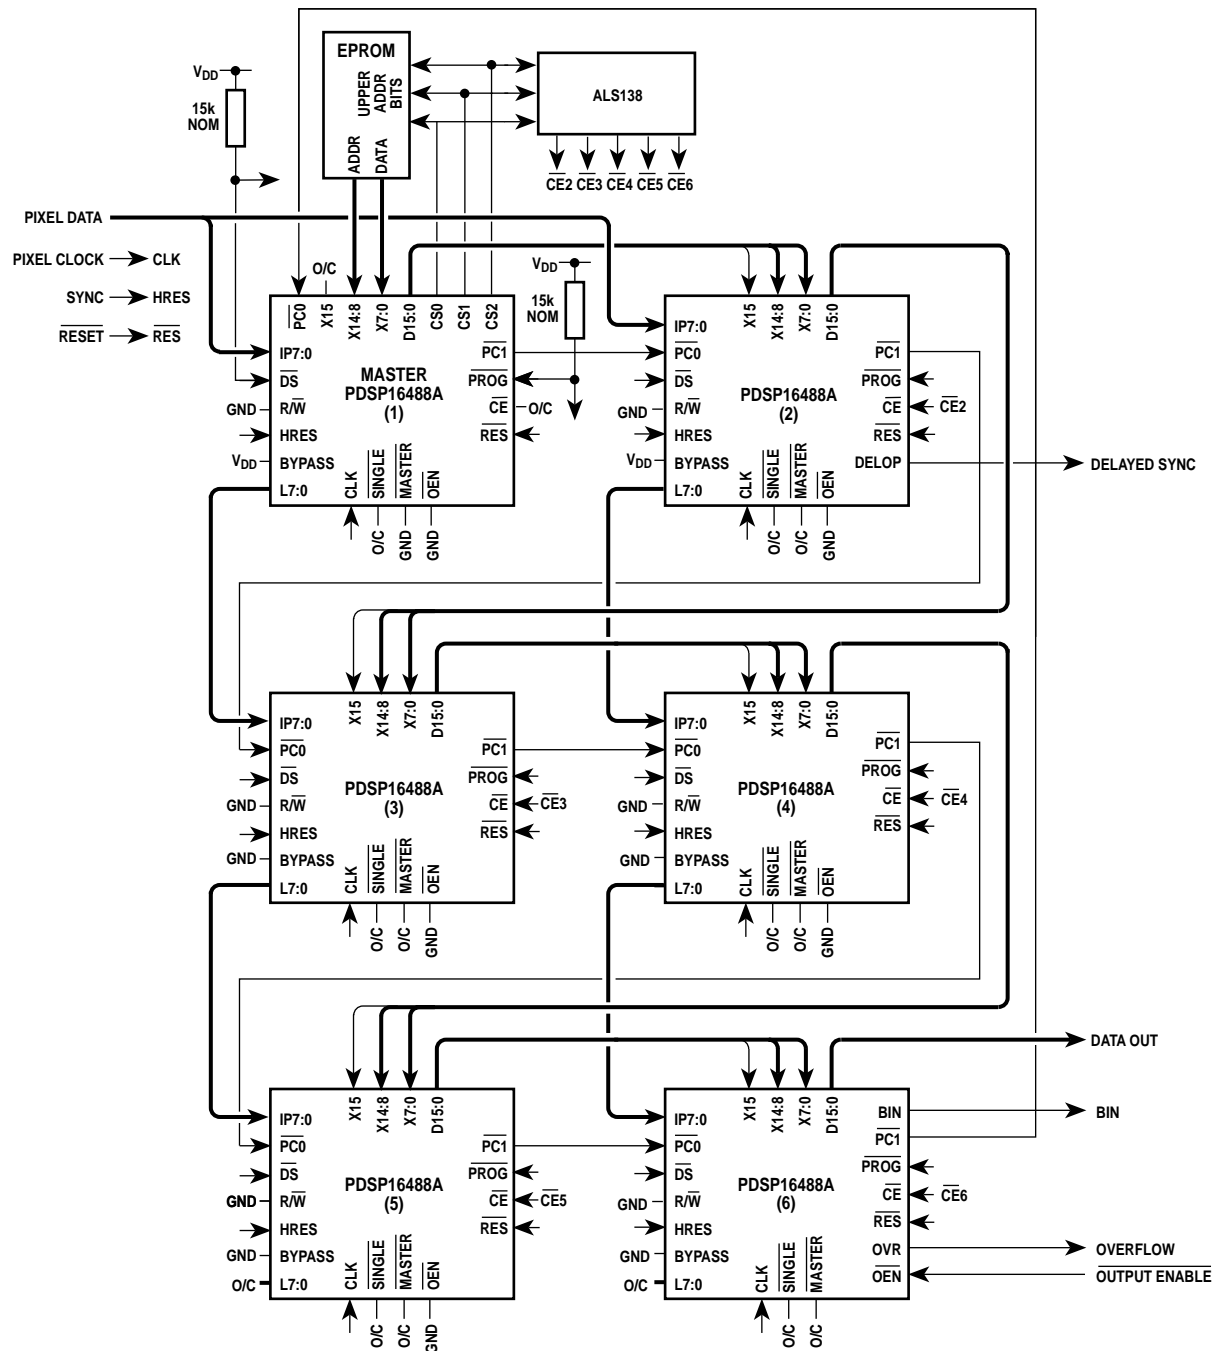 EPROM
UPPER
ADDR
BITS
ADDR
DATA
ALS138
CE2 CE3 CE4 CE5 CE6
VDD
15k
NOM
PIXEL DATA
PIXEL CLOCK CLK
SYNC HRES
RESET RES
O/C
VDD
15k
NOM
PC0 X15 X14:8 X7:0 D15:0 CS0 CS1 CS2
IP7:0
DS
GND R/W
HRES
VDD BYPASS
L7:0
MASTER
PDSP16488A
(1)
PC1
PROG
CE O/C
RES
CLK SINGLE MASTER OEN
O/C GND GND
X15 X14:8 X7:0 D15:0
IP7:0
PC0
DS
GND R/W
HRES
VDD BYPASS
L7:0
PDSP16488A
(2)
PC1
PROG
CE CE2
RES
DELOP DELAYED SYNC
CLK SINGLE MASTER OEN
O/C O/C GND
X15 X14:8 X7:0 D15:0
IP7:0
PC0
DS
GND R/W
HRES
GND BYPASS
L7:0
PDSP16488A
(3)
PC1
PROG
CE CE3
RES
CLK SINGLE MASTER OEN
O/C O/C GND
X15 X14:8 X7:0 D15:0
IP7:0
PC0
DS
GND R/W
HRES
GND BYPASS
L7:0
PDSP16488A
(4)
PC1
PROG
CE CE4
RES
CLK SINGLE MASTER OEN
O/C O/C GND
X15 X14:8 X7:0 D15:0
IP7:0
PC0
DS
GND R/W
HRES
GND BYPASS
O/C L7:0
PDSP16488A
(5)
PC1
PROG
CE CE5
RES
CLK SINGLE MASTER OEN
O/C O/C GND
X15 X14:8 X7:0 D15:0
DATA OUT
IP7:0
PC0
DS
GND R/W
HRES
GND BYPASS
O/C L7:0
PDSP16488A
(6)
BIN BIN
PC1
PROG
CE CE6
RES
OVR OVERFLOW
OEN OUTPUT ENABLE
CLK SINGLE MASTER
O/C O/C